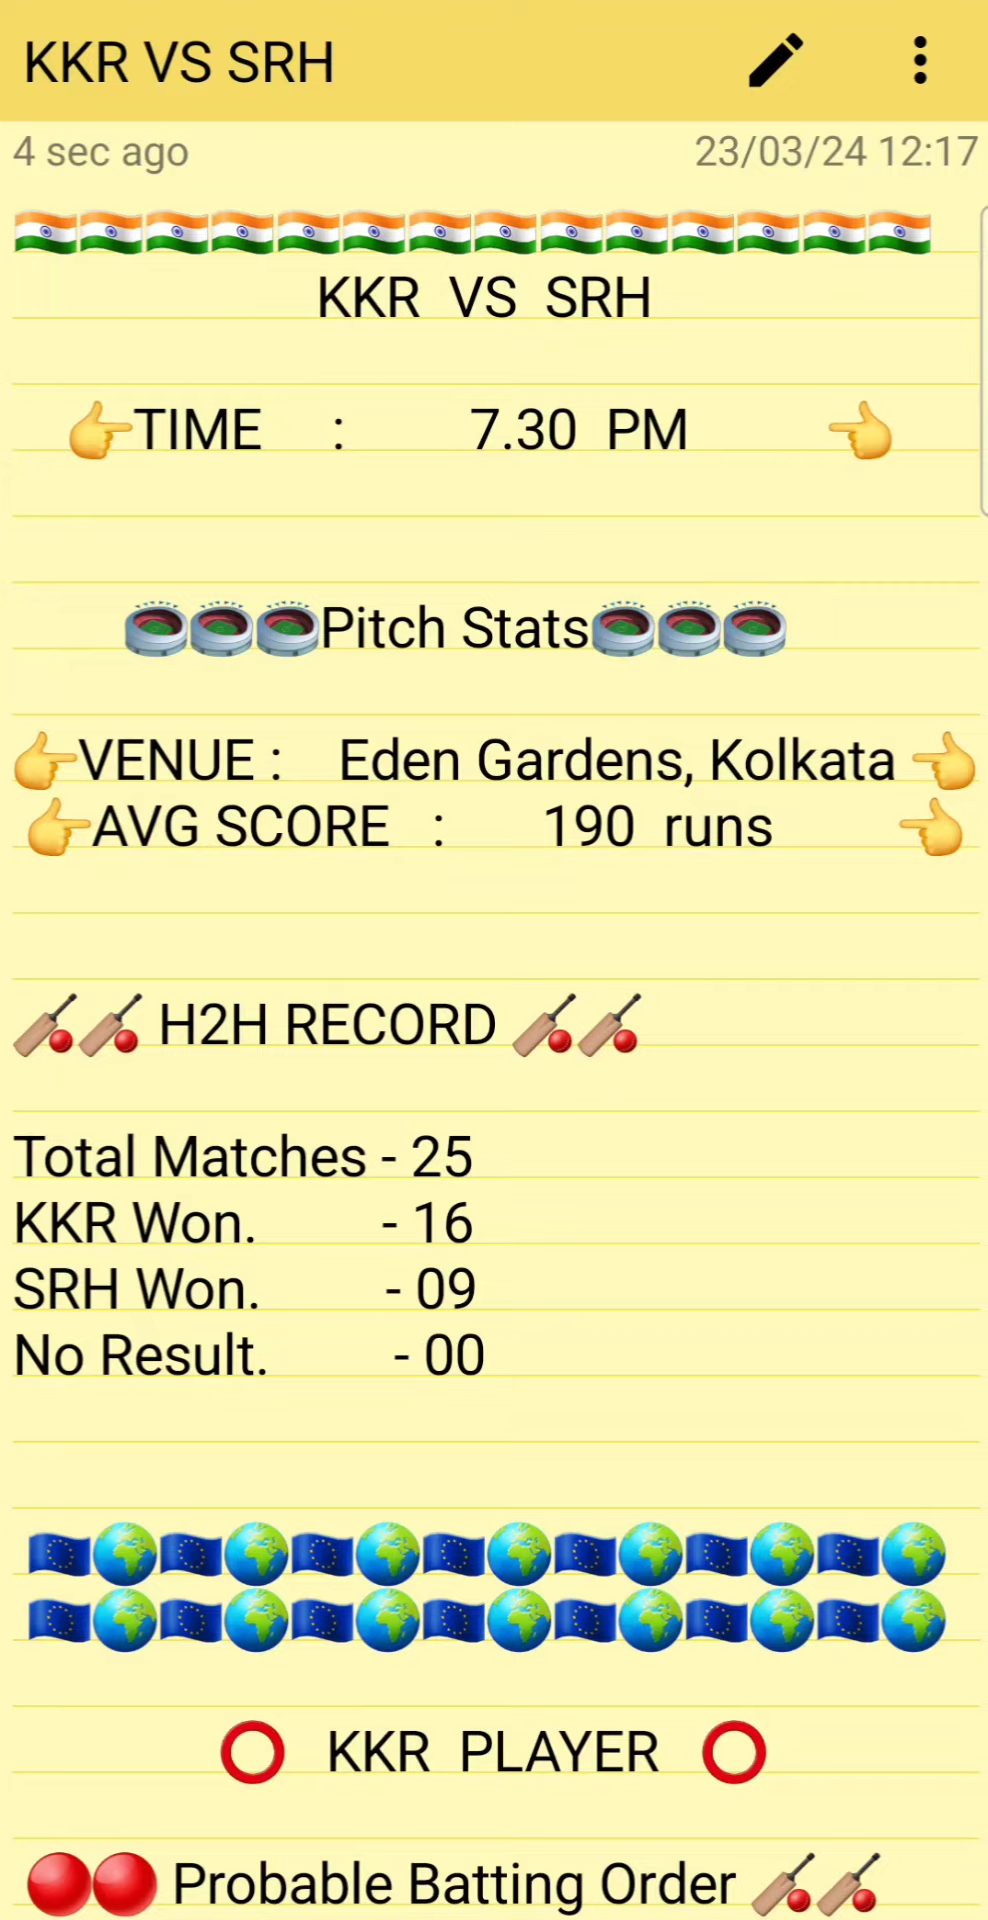 KKR VS SRH
4 sec ago 23/03/24 12:17
🇮🇳🇮🇳🇮🇳🇮🇳🇮🇳🇮🇳🇮🇳🇮🇳🇮🇳🇮🇳🇮🇳🇮🇳🇮🇳🇮🇳
KKR VS SRH
👉TIME : 7.30 PM 👈
🏟️🏟️🏟️Pitch Stats🏟️🏟️🏟️
👉VENUE : Eden Gardens, Kolkata 👈
👉AVG SCORE : 190 runs 👈
🏏🏏 H2H RECORD 🏏🏏
Total Matches - 25
KKR Won. - 16
SRH Won. - 09
No Result. - 00
🇪🇺🌍🇪🇺🌍🇪🇺🌍🇪🇺🌍🇪🇺🌍🇪🇺🌍🇪🇺🌍
🇪🇺🌍🇪🇺🌍🇪🇺🌍🇪🇺🌍🇪🇺🌍🇪🇺🌍🇪🇺🌍
⭕ KKR PLAYER ⭕
🔴🔴 Probable Batting Order 🏏🏏